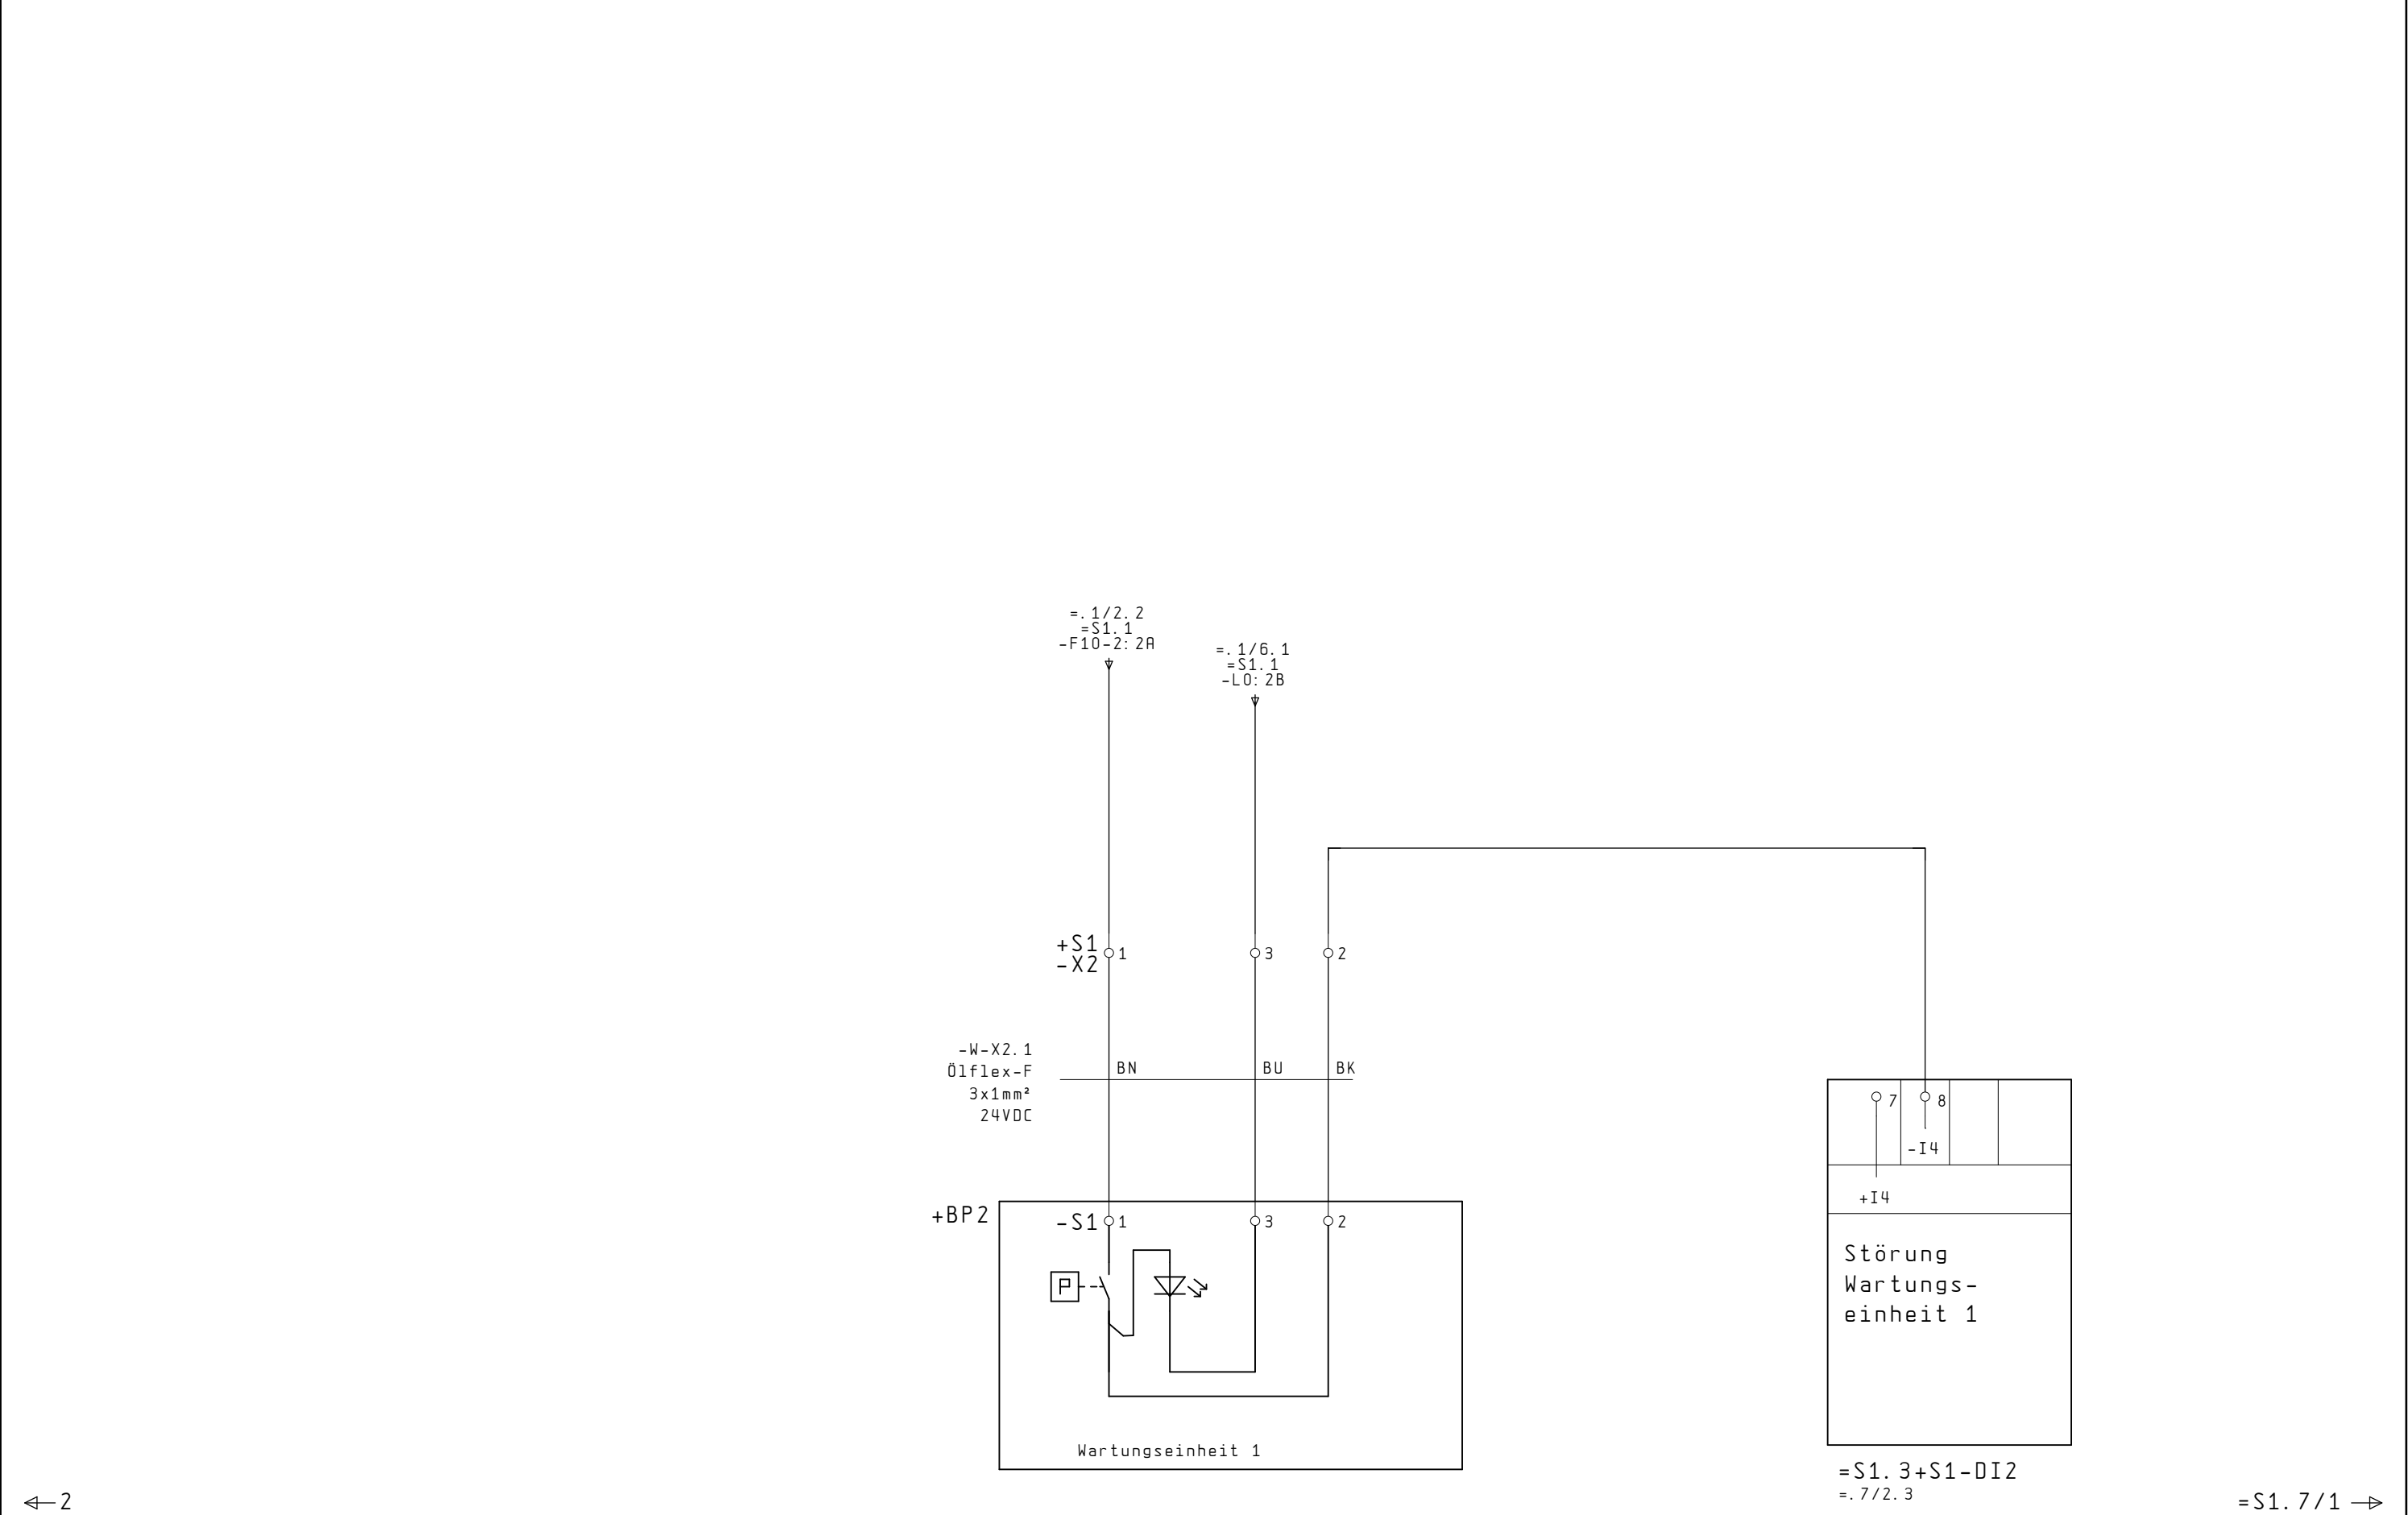 =.1/2.2
=S1.1
-F10-2:2A
=.1/6.1
=S1.1
-L0:2B
+S1
-X2
1
3
2
-W-X2.1
Ölflex-F
3x1mm²
24VDC
BN
BU
BK
+BP2
-S1
1
3
2
P
Wartungseinheit 1
7
8
-I4
+I4
Störung
Wartungs-
einheit 1
=S1.3+S1-DI2
=.7/2.3
2
=S1.7/1